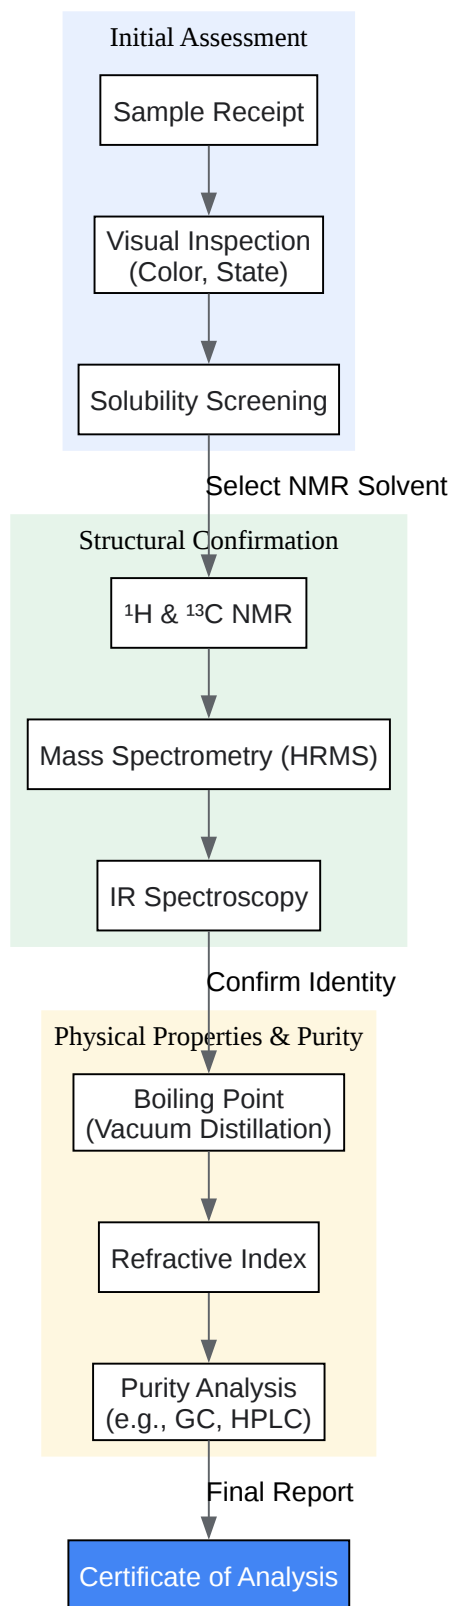 Initial Assessment
Sample Receipt
Visual Inspection
(Color, State)
Solubility Screening
Select NMR Solvent
Structural Confirmation
¹H & ¹³C NMR
Mass Spectrometry (HRMS)
IR Spectroscopy
Confirm Identity
Physical Properties & Purity
Boiling Point
(Vacuum Distillation)
Refractive Index
Purity Analysis
(e.g., GC, HPLC)
Final Report
Certificate of Analysis